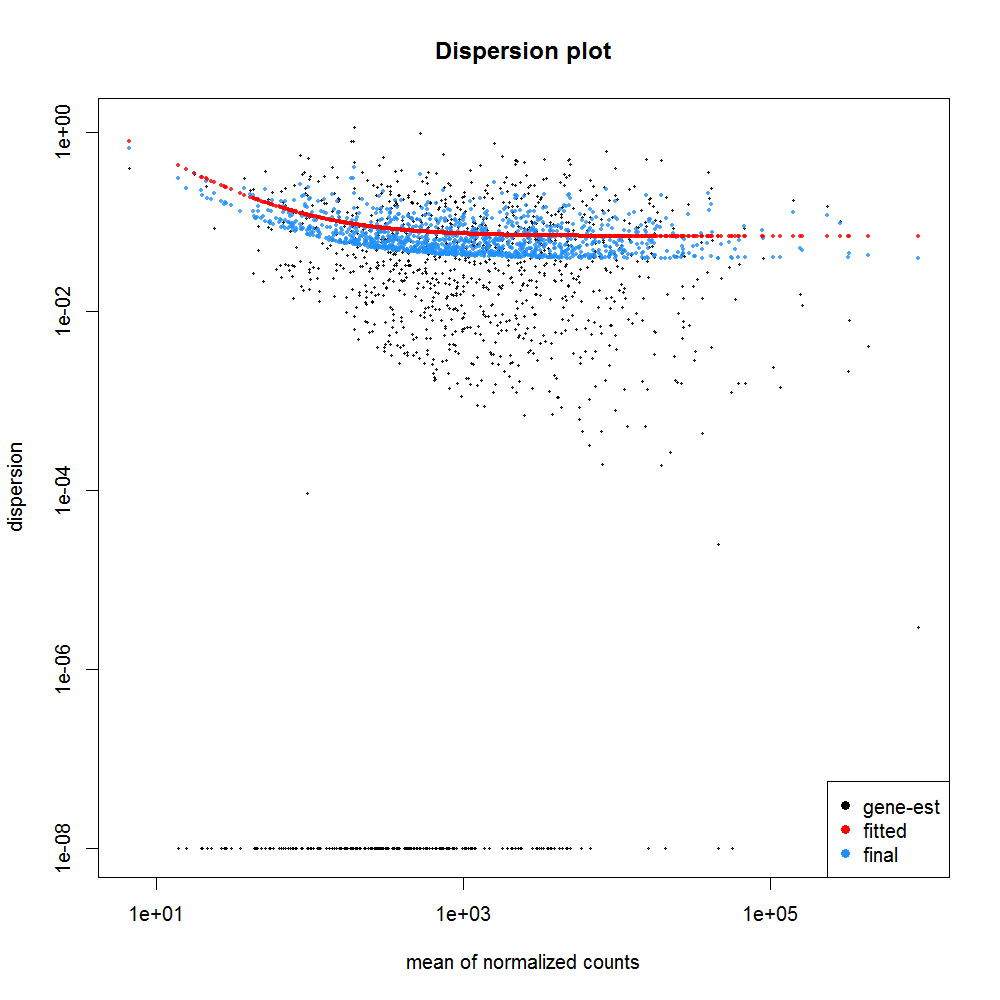 Dispersion plot
1e+00
1e-02
1e-04
1e-06
1e-08
dispersion
1e+01
1e+03
1e+05
mean of normalized counts
gene-est
fitted
final